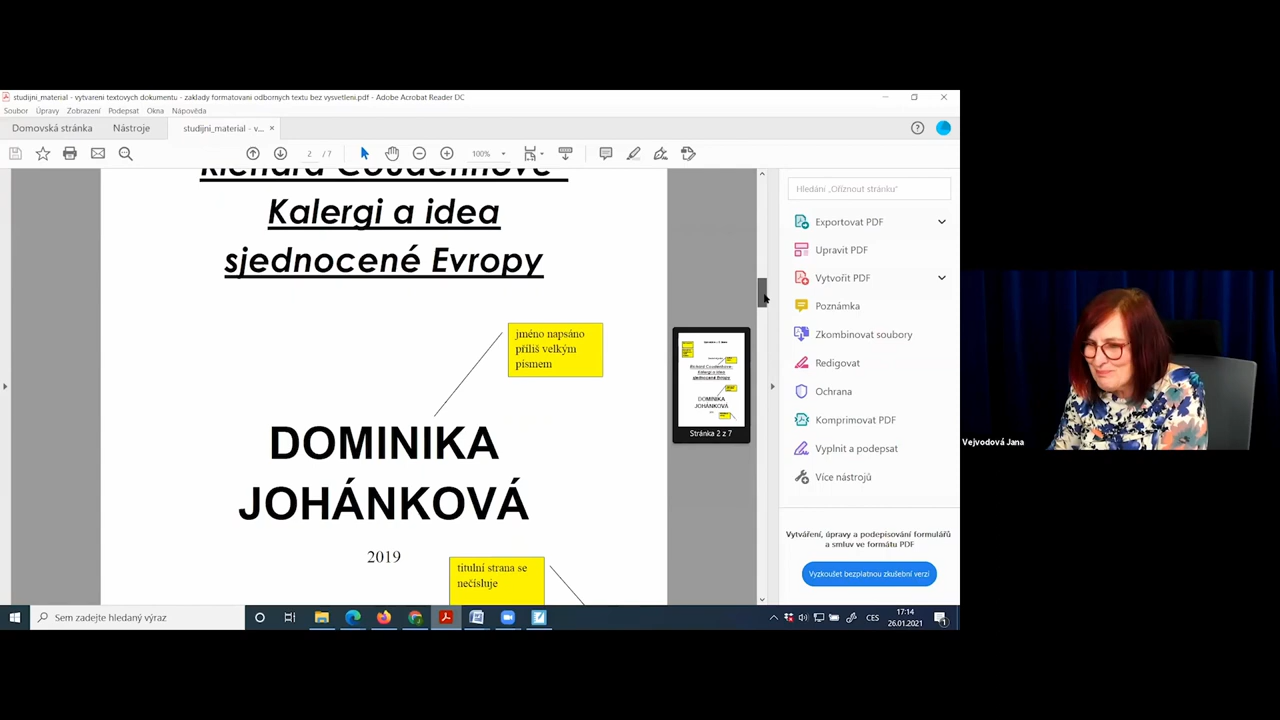 studijni_material - vytvareni textovych dokumentu - zaklady formatovani odbornych textu bez vysvetleni.pdf - Adobe Acrobat Reader DC
Soubor Úpravy Zobrazení Podepsat Okna Nápověda
Domovská stránka Nástroje studijni_material - v... ×
2 / 7 100%
Richard Coudenhove-
Kalergi a idea
sjednocené Evropy
jméno napsáno
příliš velkým
písmem
DOMINIKA
JOHÁNKOVÁ
2019
titulní strana se
nečísluje
Stránka 2 z 7
Hledání „Oříznout stránku"
Exportovat PDF
Upravit PDF
Vytvořit PDF
Poznámka
Zkombinovat soubory
Redigovat
Ochrana
Komprimovat PDF
Vyplnit a podepsat
Více nástrojů
Vytváření, úpravy a podepisování formulářů
a smluv ve formátu PDF
Vyzkoušet bezplatnou zkušební verzi
Vejvodová Jana
Sem zadejte hledaný výraz
CES
17:14
26.01.2021
1